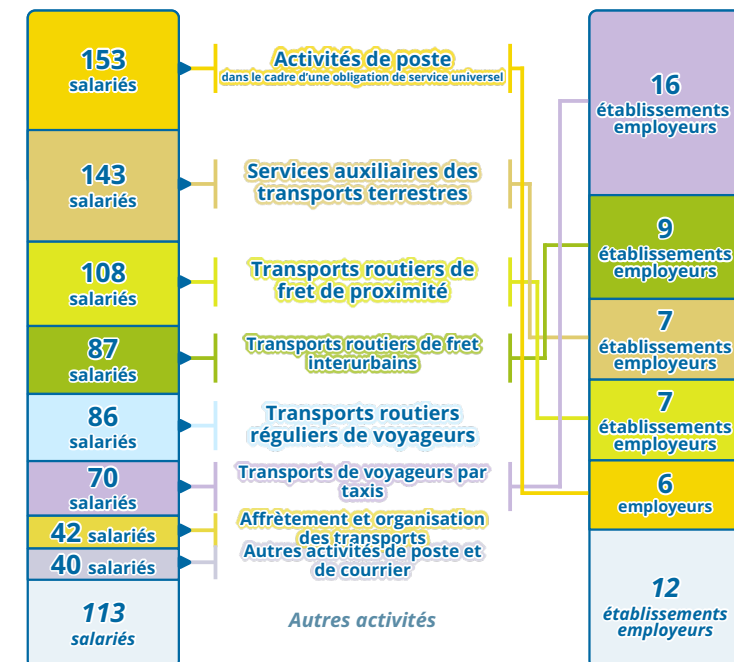 153
salariés
143
salariés
108
salariés
87
salariés
86
salariés
70
salariés
42 salariés
40 salariés
113
salariés
Activités de poste
dans le cadre d'une obligation de service universel
Services auxiliaires des
transports terrestres
Transports routiers de
fret de proximité
Transports routiers de fret
interurbains
Transports routiers
réguliers de voyageurs
Transports de voyageurs par
taxis
Affrètement et organisation
des transports
Autres activités de poste et
de courrier
Autres activités
16
établissements
employeurs
9
établissements
employeurs
7
établissements
employeurs
7
établissements
employeurs
6
employeurs
12
établissements
employeurs